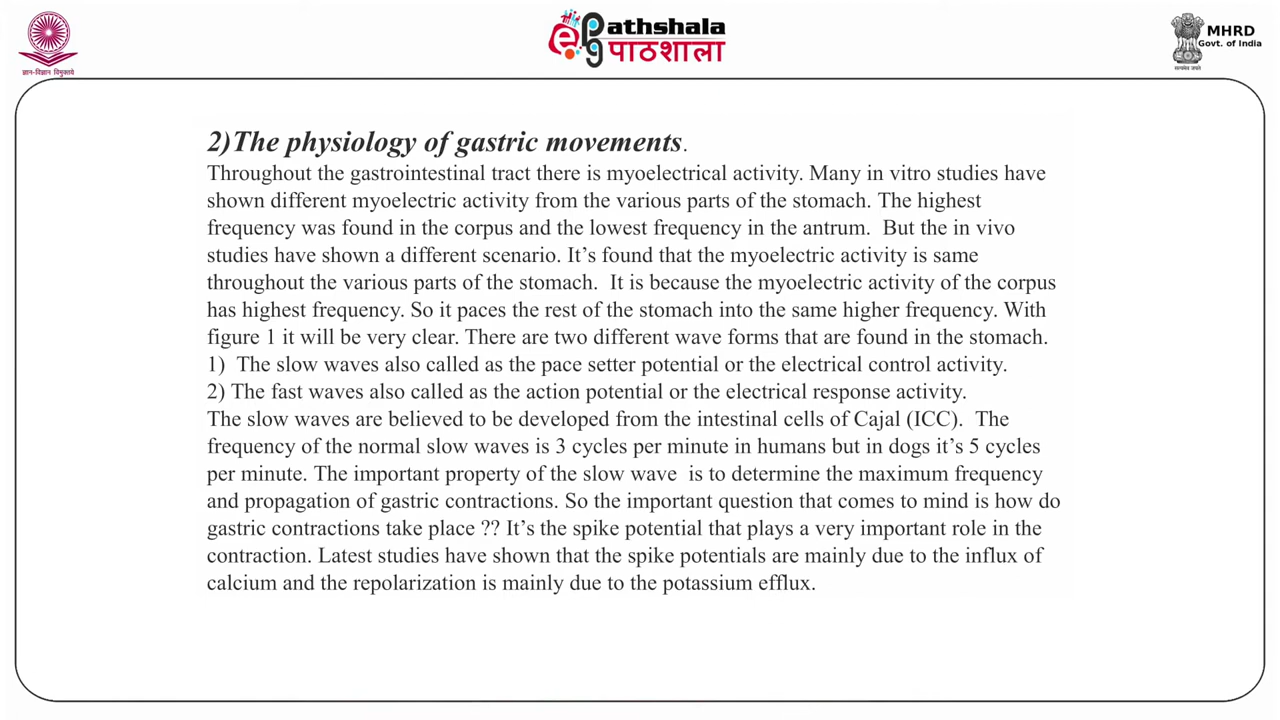 ज्ञान-विज्ञान विमुक्तये
Pathshala
पाठशाला
MHRD
Govt. of India
सत्यमेव जयते
2)The physiology of gastric movements.
Throughout the gastrointestinal tract there is myoelectrical activity. Many in vitro studies have
shown different myoelectric activity from the various parts of the stomach. The highest
frequency was found in the corpus and the lowest frequency in the antrum. But the in vivo
studies have shown a different scenario. It’s found that the myoelectric activity is same
throughout the various parts of the stomach. It is because the myoelectric activity of the corpus
has highest frequency. So it paces the rest of the stomach into the same higher frequency. With
figure 1 it will be very clear. There are two different wave forms that are found in the stomach.
1) The slow waves also called as the pace setter potential or the electrical control activity.
2) The fast waves also called as the action potential or the electrical response activity.
The slow waves are believed to be developed from the intestinal cells of Cajal (ICC). The
frequency of the normal slow waves is 3 cycles per minute in humans but in dogs it’s 5 cycles
per minute. The important property of the slow wave is to determine the maximum frequency
and propagation of gastric contractions. So the important question that comes to mind is how do
gastric contractions take place ?? It’s the spike potential that plays a very important role in the
contraction. Latest studies have shown that the spike potentials are mainly due to the influx of
calcium and the repolarization is mainly due to the potassium efflux.